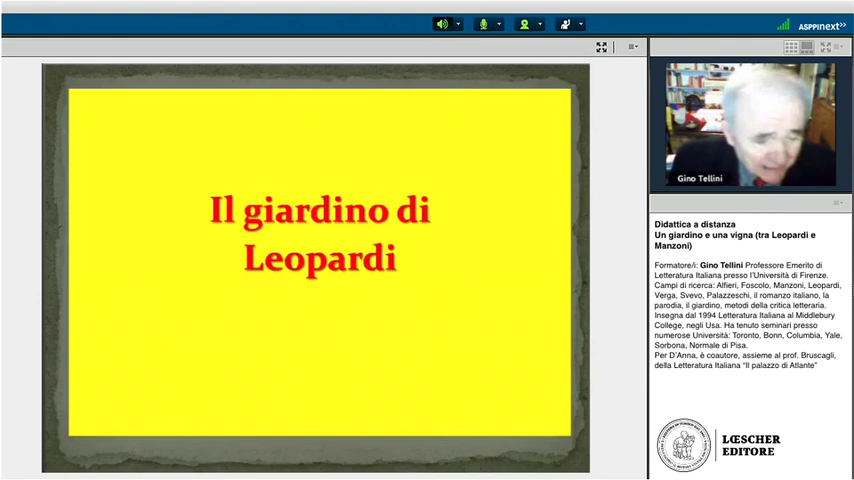 ASPPInext>>
Il giardino di
Leopardi
Gino Tellini
Didattica a distanza
Un giardino e una vigna (tra Leopardi e
Manzoni)
Formatore/i: Gino Tellini Professore Emerito di
Letteratura Italiana presso l'Università di Firenze.
Campi di ricerca: Alfieri, Foscolo, Manzoni, Leopardi,
Verga, Svevo, Palazzeschi, il romanzo italiano, la
parodia, il giardino, metodi della critica letteraria.
Insegna dal 1994 Letteratura Italiana al Middlebury
College, negli Usa. Ha tenuto seminari presso
numerose Università: Toronto, Bonn, Columbia, Yale,
Sorbona, Normale di Pisa.
Per D'Anna, è coautore, assieme al prof. Bruscagli,
della Letteratura Italiana "Il palazzo di Atlante"
LŒSCHER
EDITORE